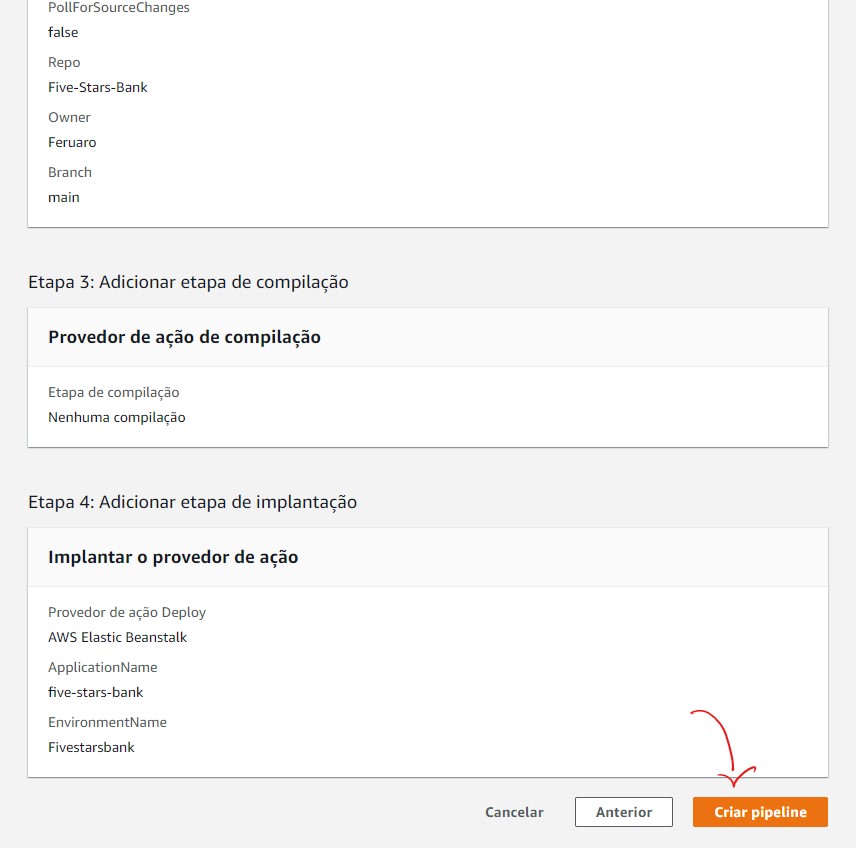 PollForSourceChanges
false
Repo
Five-Stars-Bank
Owner
Feruaro
Branch
main
Etapa 3: Adicionar etapa de compilação
Provedor de ação de compilação
Etapa de compilação
Nenhuma compilação
Etapa 4: Adicionar etapa de implantação
Implantar o provedor de ação
Provedor de ação Deploy
AWS Elastic Beanstalk
ApplicationName
five-stars-bank
EnvironmentName
Fivestarsbank
Cancelar Anterior Criar pipeline